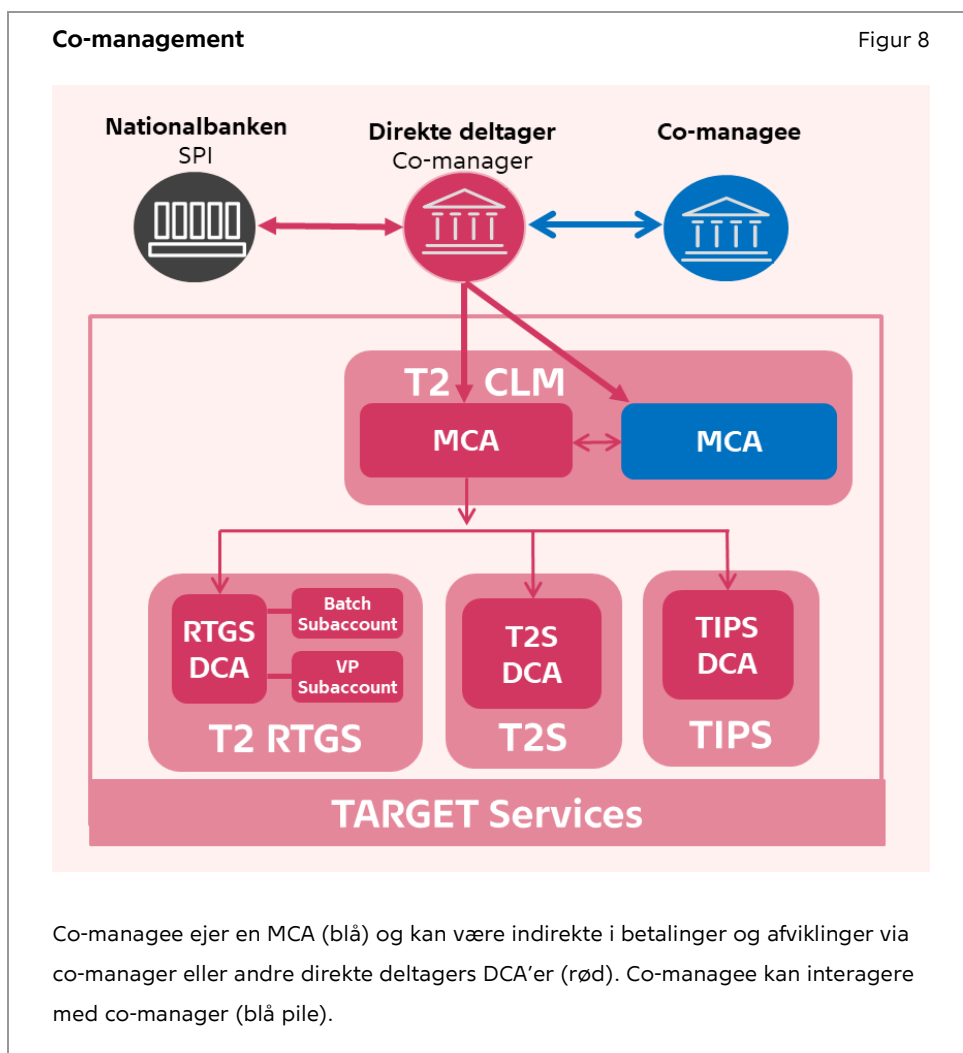 Co-management
Figur 8
Nationalbanken
SPI
Direkte deltager
Co-manager
Co-managee
T2 CLM
MCA
MCA
RTGS
DCA
Batch
Subaccount
VP
Subaccount
T2 RTGS
T2S
DCA
T2S
TIPS
DCA
TIPS
TARGET Services
Co-managee ejer en MCA (blå) og kan være indirekte i betalinger og afviklinger via
co-manager eller andre direkte deltagers DCA’er (rød). Co-managee kan interagere
med co-manager (blå pile).